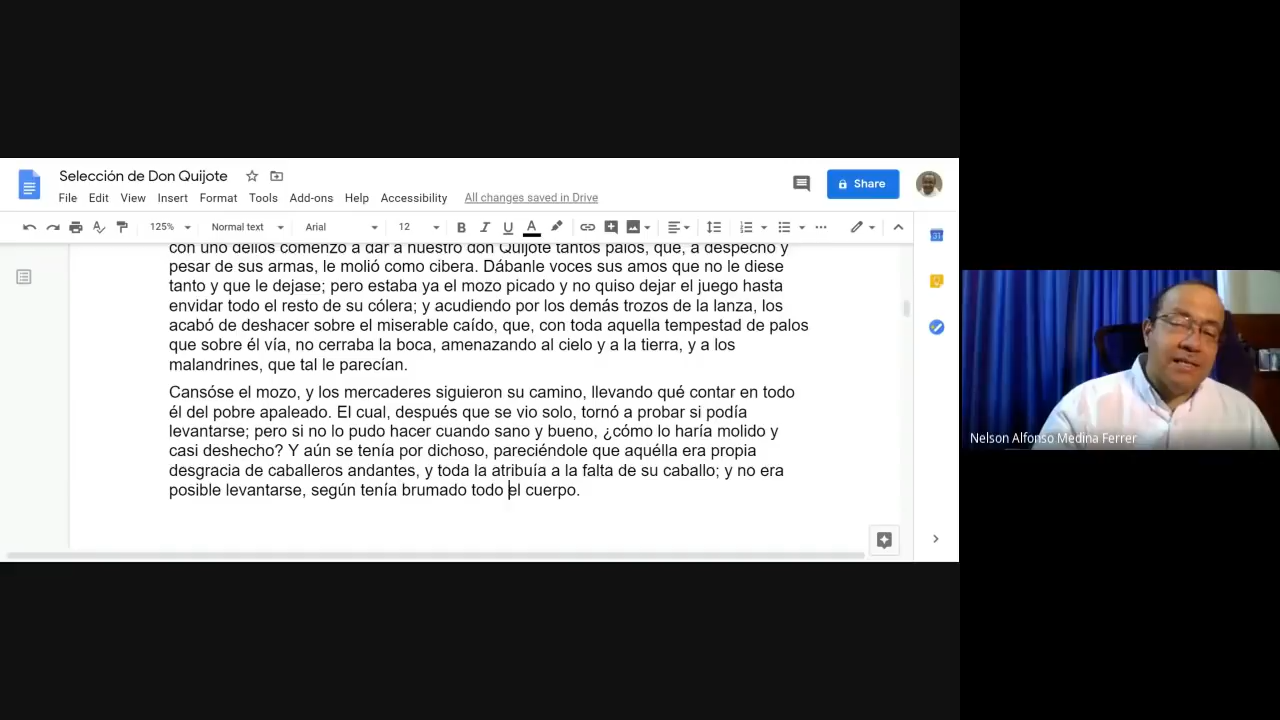 Selección de Don Quijote
File Edit View Insert Format Tools Add-ons Help Accessibility All changes saved in Drive
Share
125% Normal text Arial 12 B I U A
con uno dellos comenzó a dar a nuestro don Quijote tantos palos, que, a despecho y
pesar de sus armas, le molió como cibera. Dábanle voces sus amos que no le diese
tanto y que le dejase; pero estaba ya el mozo picado y no quiso dejar el juego hasta
envidar todo el resto de su cólera; y acudiendo por los demás trozos de la lanza, los
acabó de deshacer sobre el miserable caído, que, con toda aquella tempestad de palos
que sobre él vía, no cerraba la boca, amenazando al cielo y a la tierra, y a los
malandrines, que tal le parecían.
Cansóse el mozo, y los mercaderes siguieron su camino, llevando qué contar en todo
él del pobre apaleado. El cual, después que se vio solo, tornó a probar si podía
levantarse; pero si no lo pudo hacer cuando sano y bueno, ¿cómo lo haría molido y
casi deshecho? Y aún se tenía por dichoso, pareciéndole que aquélla era propia
desgracia de caballeros andantes, y toda la atribuía a la falta de su caballo; y no era
posible levantarse, según tenía brumado todo el cuerpo.
Nelson Alfonso Medina Ferrer